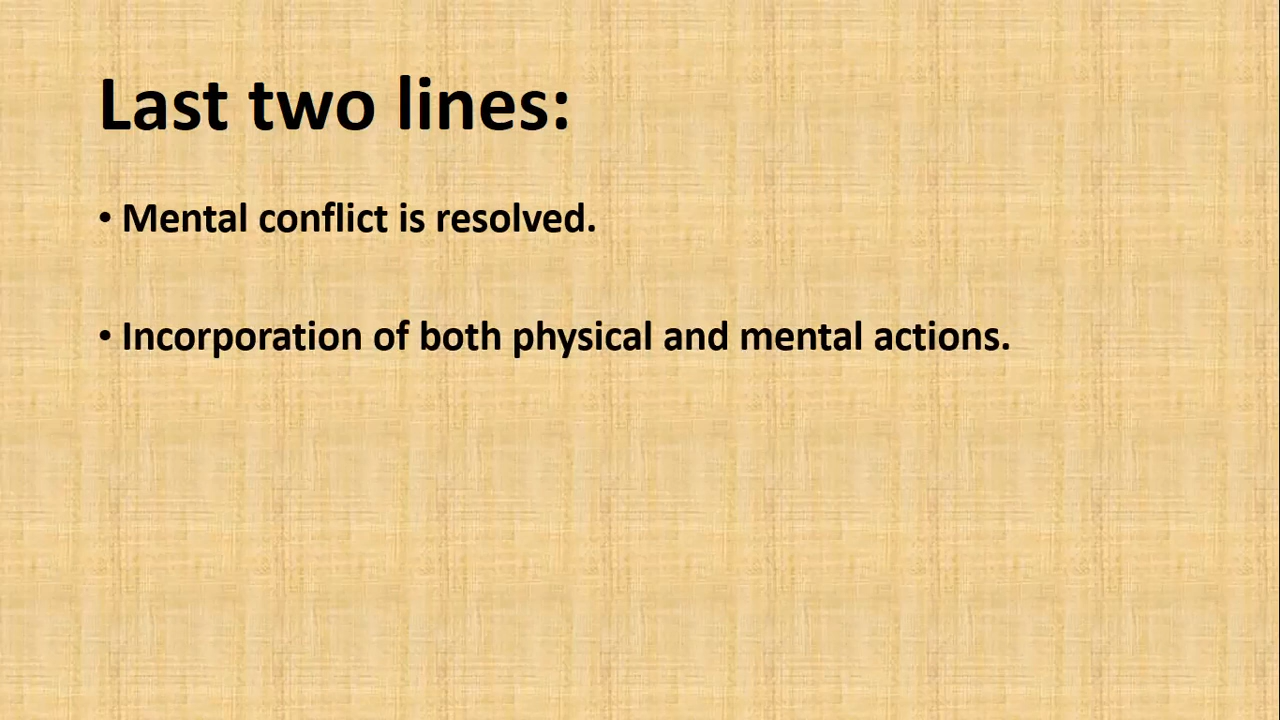 Last two lines:
• Mental conflict is resolved.
• Incorporation of both physical and mental actions.